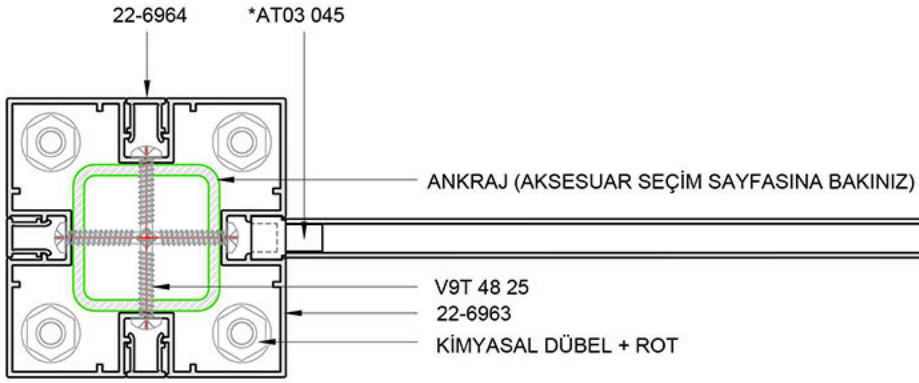 22-6964
*AT03 045
ANKRAJ (AKSESUAR SEÇİM SAYFASINA BAKINIZ)
V9T 48 25
22-6963
KİMYASAL DÜBEL + ROT